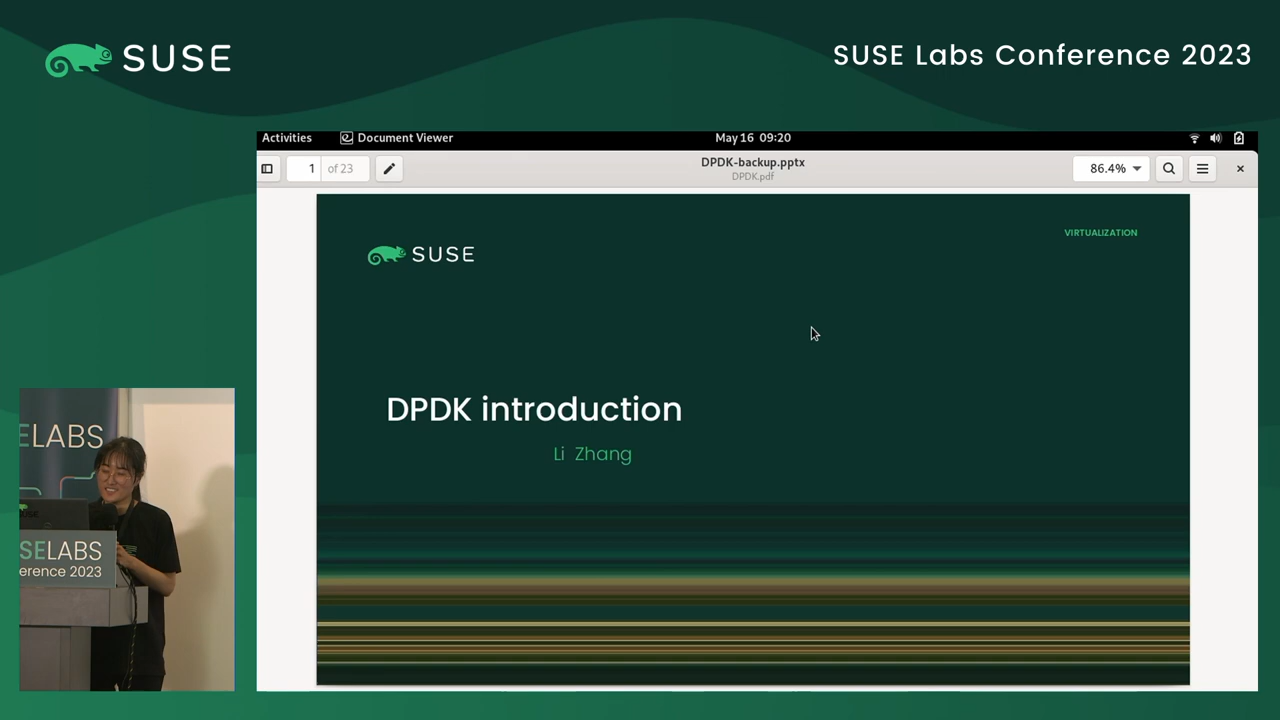 SUSE
SUSE Labs Conference 2023
Activities
Document Viewer
May 16 09:20
1 of 23
DPDK-backup.pptx
DPDK.pdf
86.4%
SUSE
VIRTUALIZATION
DPDK introduction
Li Zhang
ELABS
SELABS
erence 2023